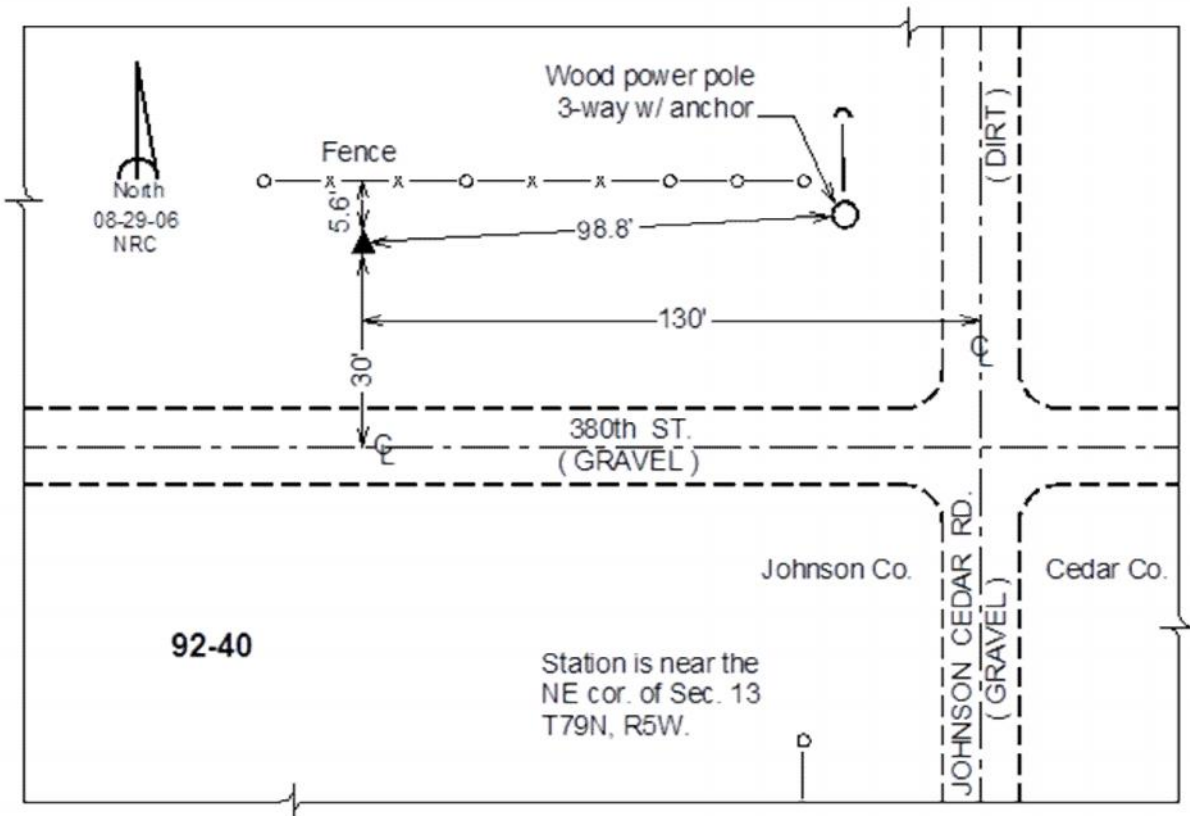 Wood power pole
3-way w/ anchor
( DIRT )
Fence
North
08-29-06
NRC
5.6'
98.8'
130'
30'
℄
℄
380th ST.
( GRAVEL )
Johnson Co.
Cedar Co.
JOHNSON CEDAR RD.
( GRAVEL )
92-40
Station is near the
NE cor. of Sec. 13
T79N, R5W.